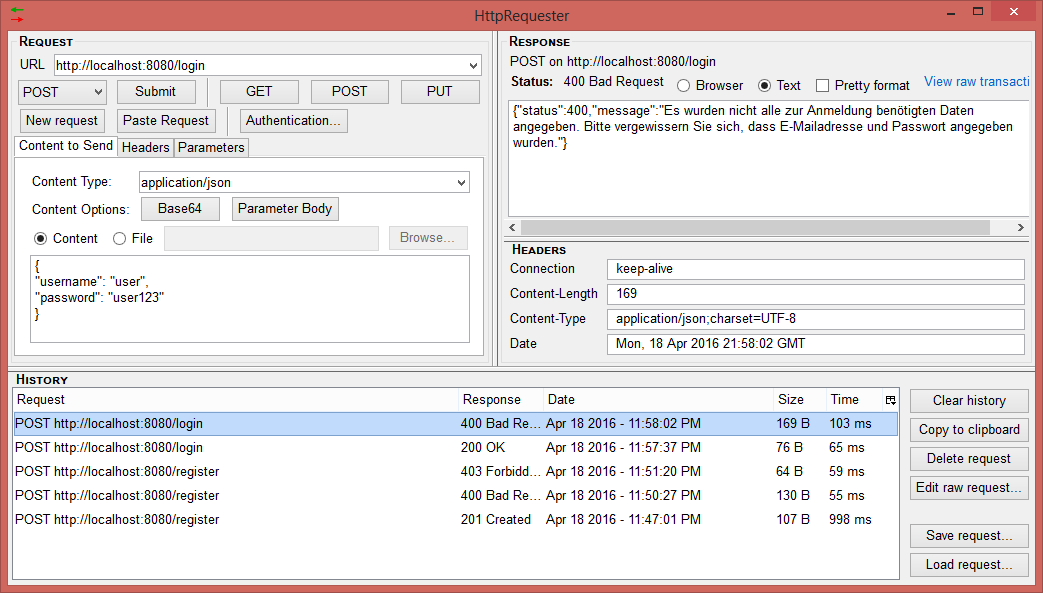 HttpRequester
REQUEST
URL http://localhost:8080/login
POST Submit GET POST PUT
New request Paste Request Authentication...
Content to Send Headers Parameters
Content Type: application/json
Content Options: Base64 Parameter Body
Content File Browse...
{
"username": "user",
"password": "user123"
}
RESPONSE
POST on http://localhost:8080/login
Status: 400 Bad Request Browser Text Pretty format View raw transacti
{"status":400,"message":"Es wurden nicht alle zur Anmeldung benötigten Daten
angegeben. Bitte vergewissern Sie sich, dass E-Mailadresse und Passwort angegeben
wurden."}
HEADERS
Connection keep-alive
Content-Length 169
Content-Type application/json;charset=UTF-8
Date Mon, 18 Apr 2016 21:58:02 GMT
HISTORY
Request Response Date Size Time
POST http://localhost:8080/login 400 Bad Re... Apr 18 2016 - 11:58:02 PM 169 B 103 ms
POST http://localhost:8080/login 200 OK Apr 18 2016 - 11:57:37 PM 76 B 65 ms
POST http://localhost:8080/register 403 Forbidd... Apr 18 2016 - 11:51:20 PM 64 B 59 ms
POST http://localhost:8080/register 400 Bad Re... Apr 18 2016 - 11:50:27 PM 130 B 55 ms
POST http://localhost:8080/register 201 Created Apr 18 2016 - 11:47:01 PM 107 B 998 ms
Clear history
Copy to clipboard
Delete request
Edit raw request...
Save request...
Load request...